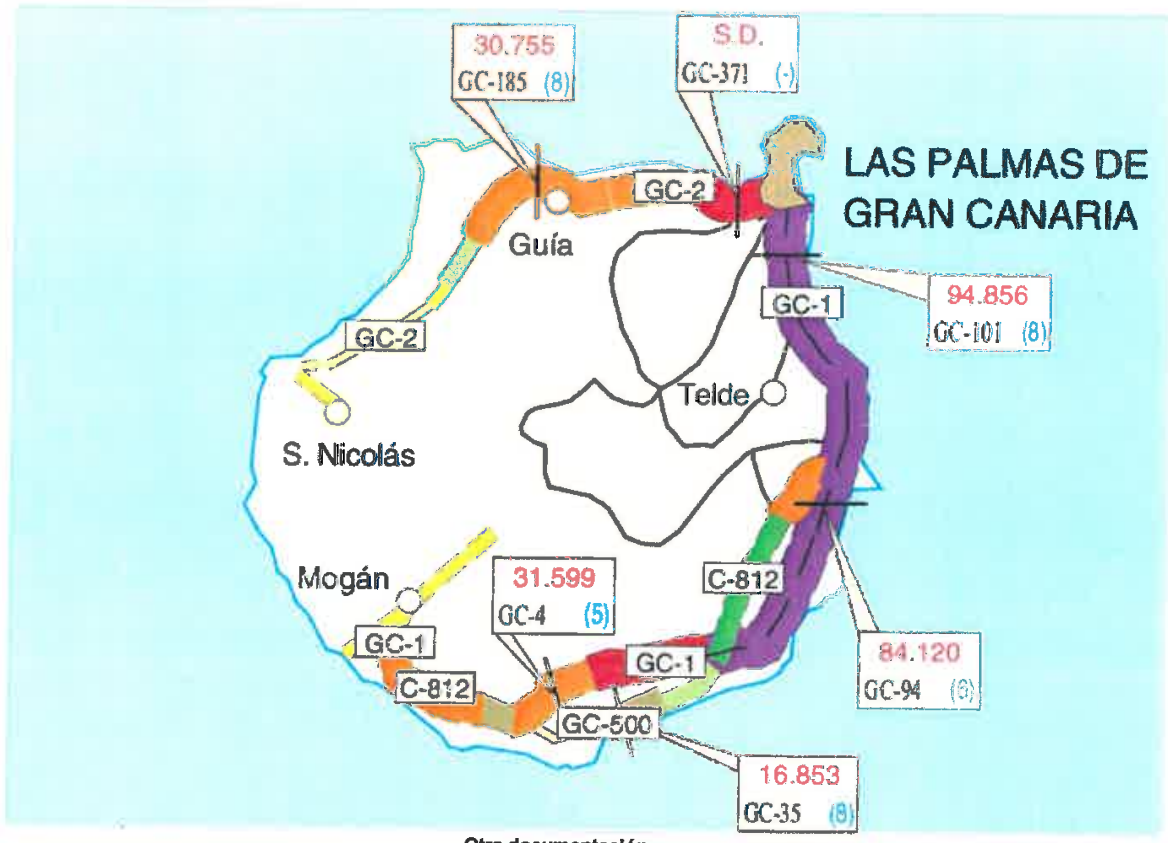 30.755
GC-185 (8)
S.D.
GC-371 (-)
LAS PALMAS DE
GRAN CANARIA
GC-2
Guía
GC-1
94.856
GC-101 (8)
GC-2
Telde
S. Nicolás
C-812
Mogán
31.599
GC-4 (5)
GC-1
GC-1
84.120
GC-94
C-812
GC-500
16.853
GC-35 (8)
Otra documentación